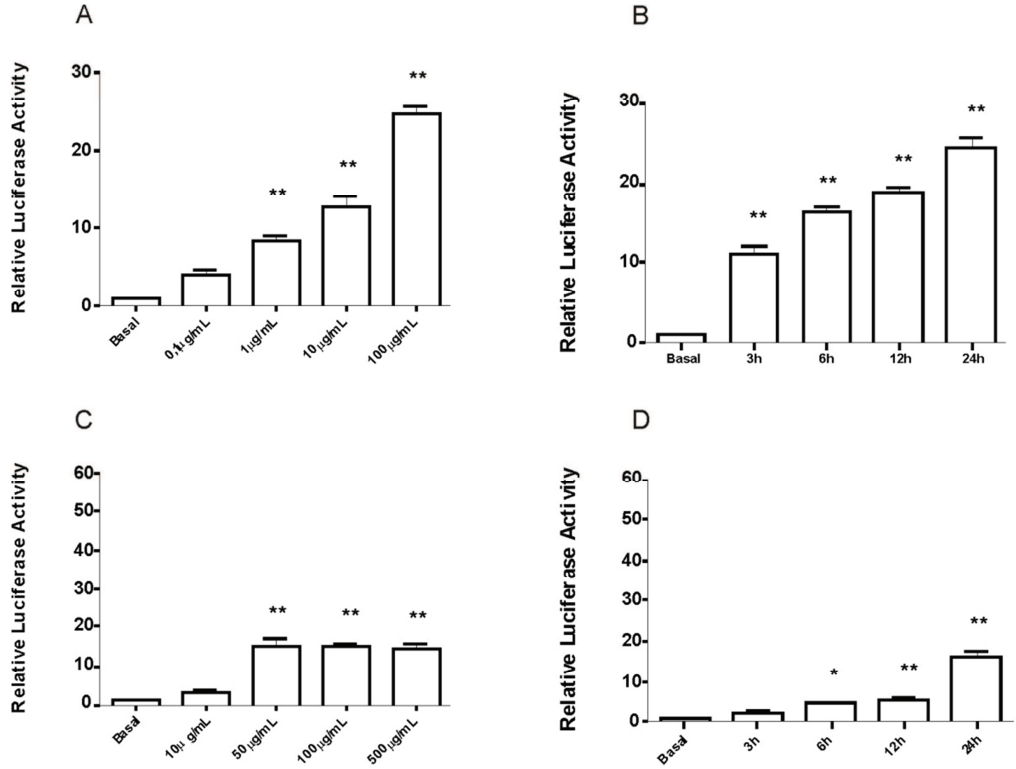 A
Relative Luciferase Activity
30
20
10
0
**
**
**
Basal
0,1μ g/mL
1μg/mL
10μg/mL
100μg/mL
B
Relative Luciferase Activity
30
20
10
0
**
**
**
**
Basal
3h
6h
12h
24h
C
Relative Luciferase Activity
60
50
40
30
20
10
0
**
**
**
Basal
10μ g/mL
50μg/mL
100μg/mL
500μg/mL
D
Relative Luciferase Activity
60
50
40
30
20
10
0
*
**
**
Basal
3h
6h
12h
24h